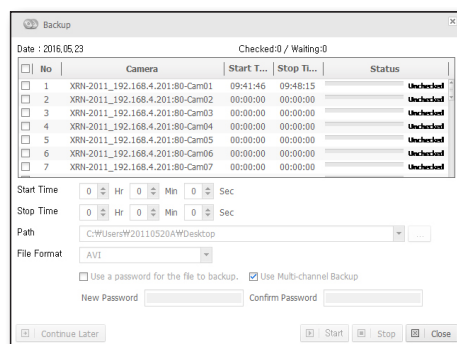 Backup
Date : 2016,05,23 Checked:0 / Waiting:0
No Camera Start T... Stop Ti... Status
1 XRN-2011_192.168.4.201:80-Cam01 09:41:46 09:48:15 Unchecked
2 XRN-2011_192.168.4.201:80-Cam02 00:00:00 00:00:00 Unchecked
3 XRN-2011_192.168.4.201:80-Cam03 00:00:00 00:00:00 Unchecked
4 XRN-2011_192.168.4.201:80-Cam04 00:00:00 00:00:00 Unchecked
5 XRN-2011_192.168.4.201:80-Cam05 00:00:00 00:00:00 Unchecked
6 XRN-2011_192.168.4.201:80-Cam06 00:00:00 00:00:00 Unchecked
7 XRN-2011_192.168.4.201:80-Cam07 00:00:00 00:00:00 Unchecked
Start Time 0 Hr 0 Min 0 Sec
Stop Time 0 Hr 0 Min 0 Sec
Path C:₩Users₩20110520A₩Desktop ...
File Format AVI
Use a password for the file to backup. Use Multi-channel Backup
New Password Confirm Password
Continue Later Start Stop Close